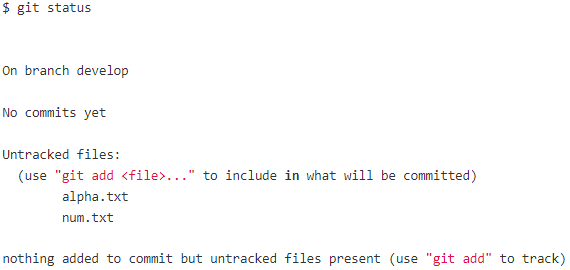 $ git status
On branch develop
No commits yet
Untracked files:
(use "git add <file>..." to include in what will be committed)
alpha.txt
num.txt
nothing added to commit but untracked files present (use "git add" to track)